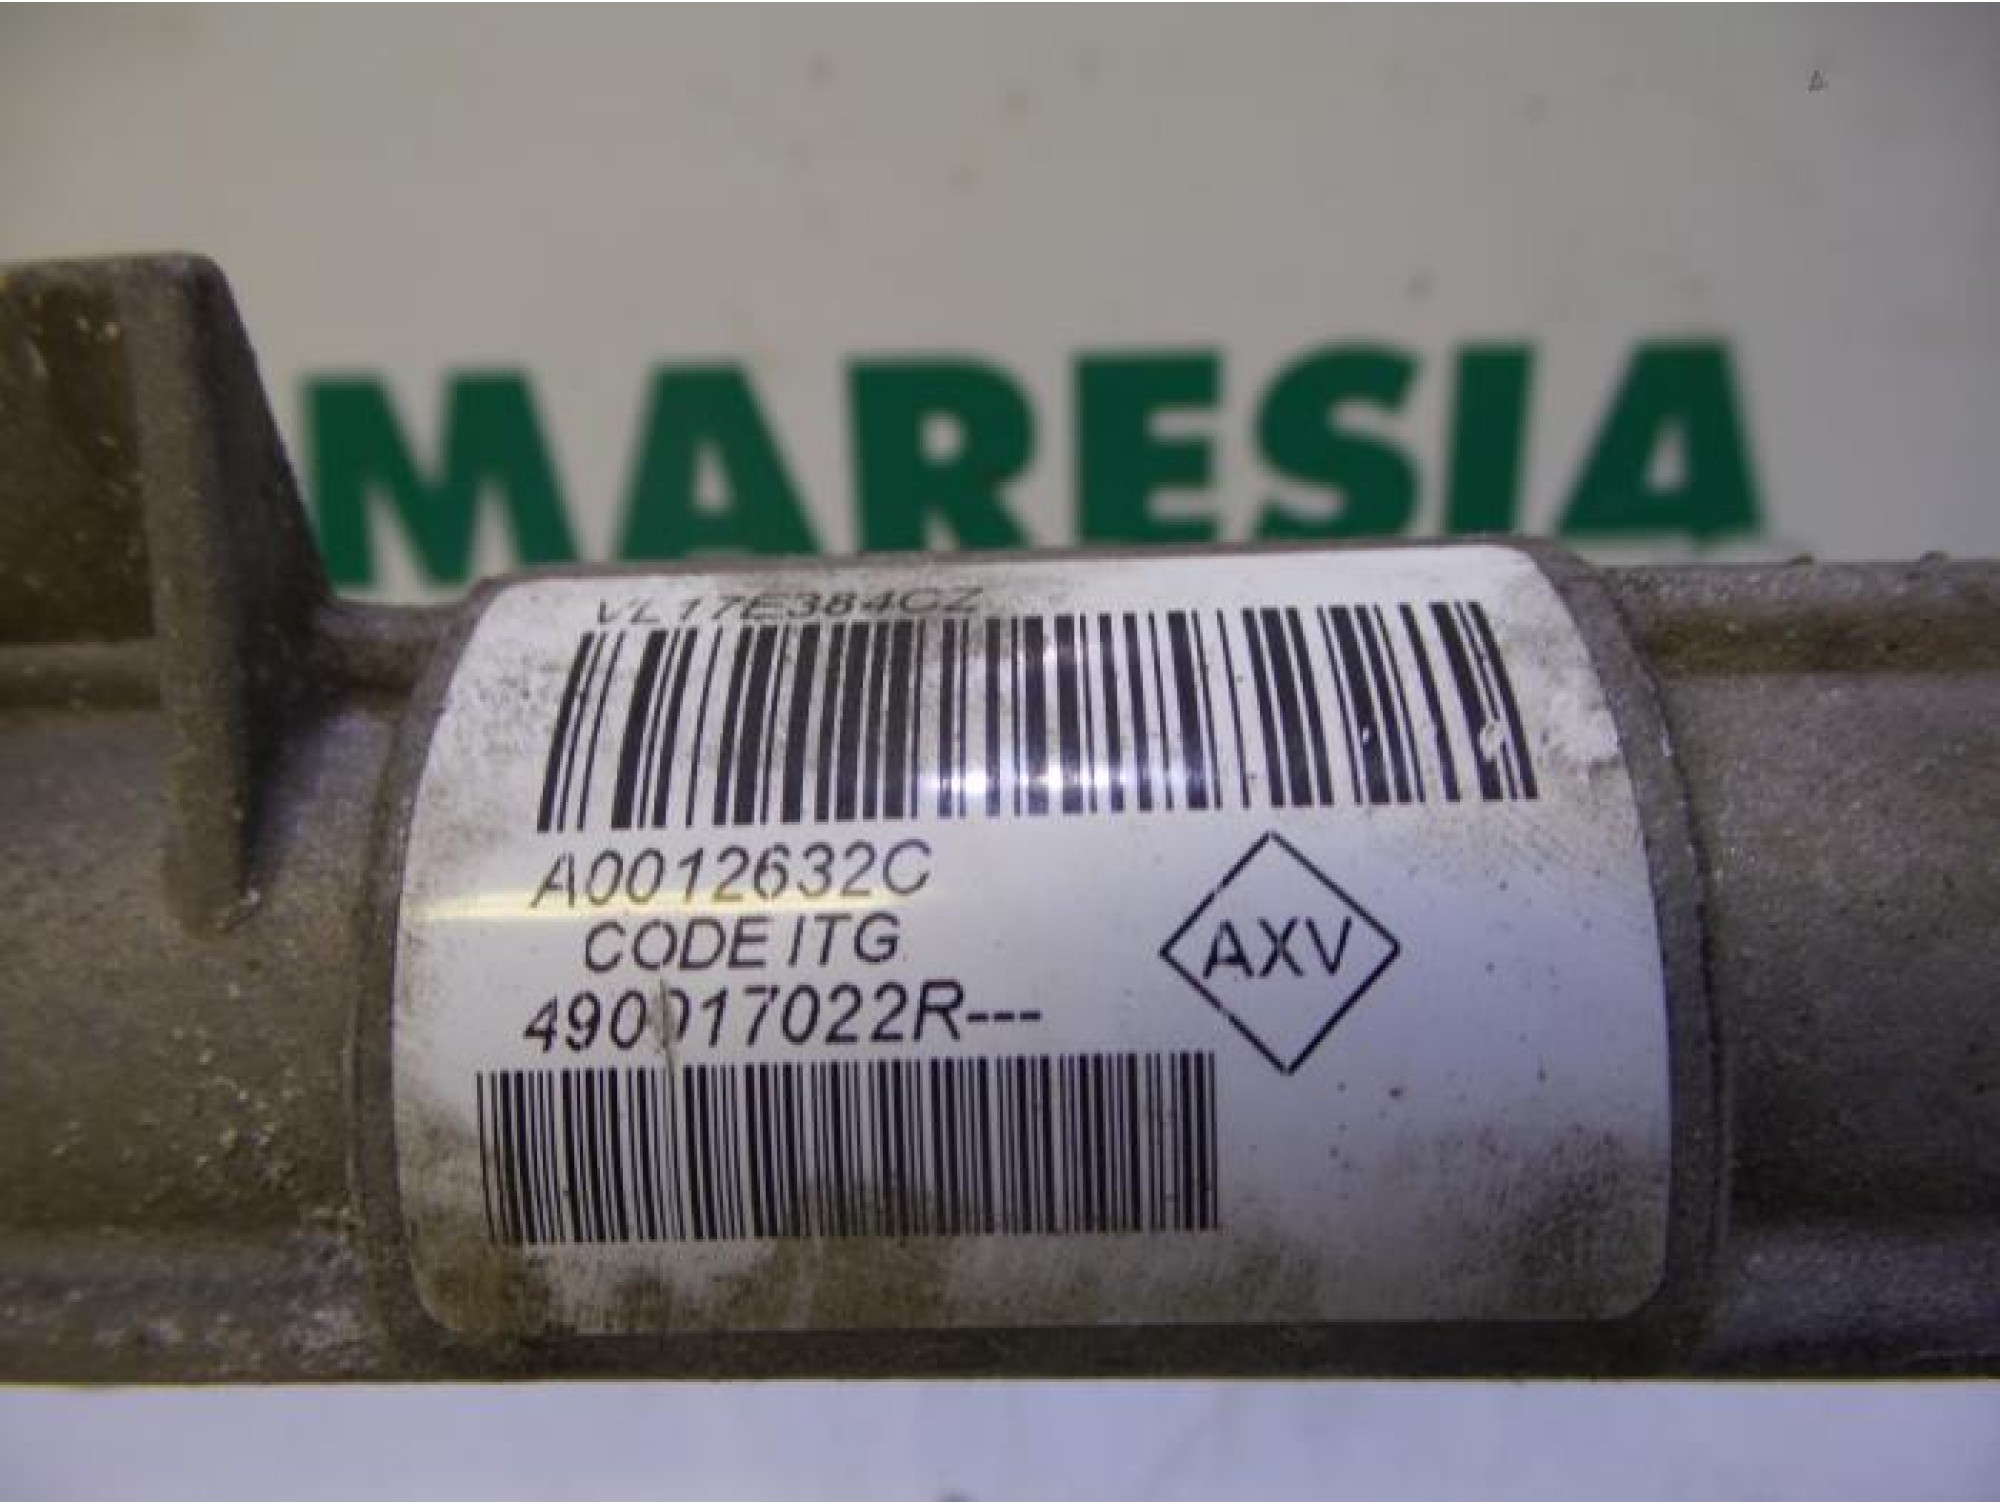 MARESIA
VL17E384CZ
A0012632C
CODE ITG
490017022R---
AXV